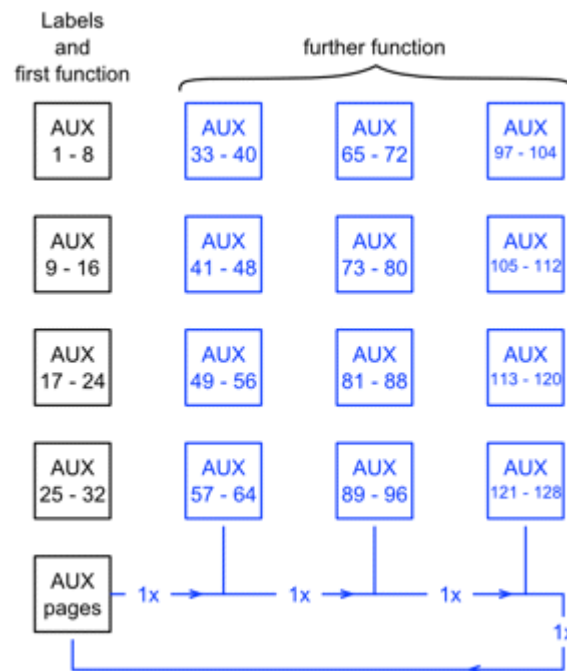 Labels
and
first function
further function
AUX
1 - 8
AUX
33 - 40
AUX
65 - 72
AUX
97 - 104
AUX
9 - 16
AUX
41 - 48
AUX
73 - 80
AUX
105 - 112
AUX
17 - 24
AUX
49 - 56
AUX
81 - 88
AUX
113 - 120
AUX
25 - 32
AUX
57 - 64
AUX
89 - 96
AUX
121 - 128
AUX
pages
1x
1x
1x
1x